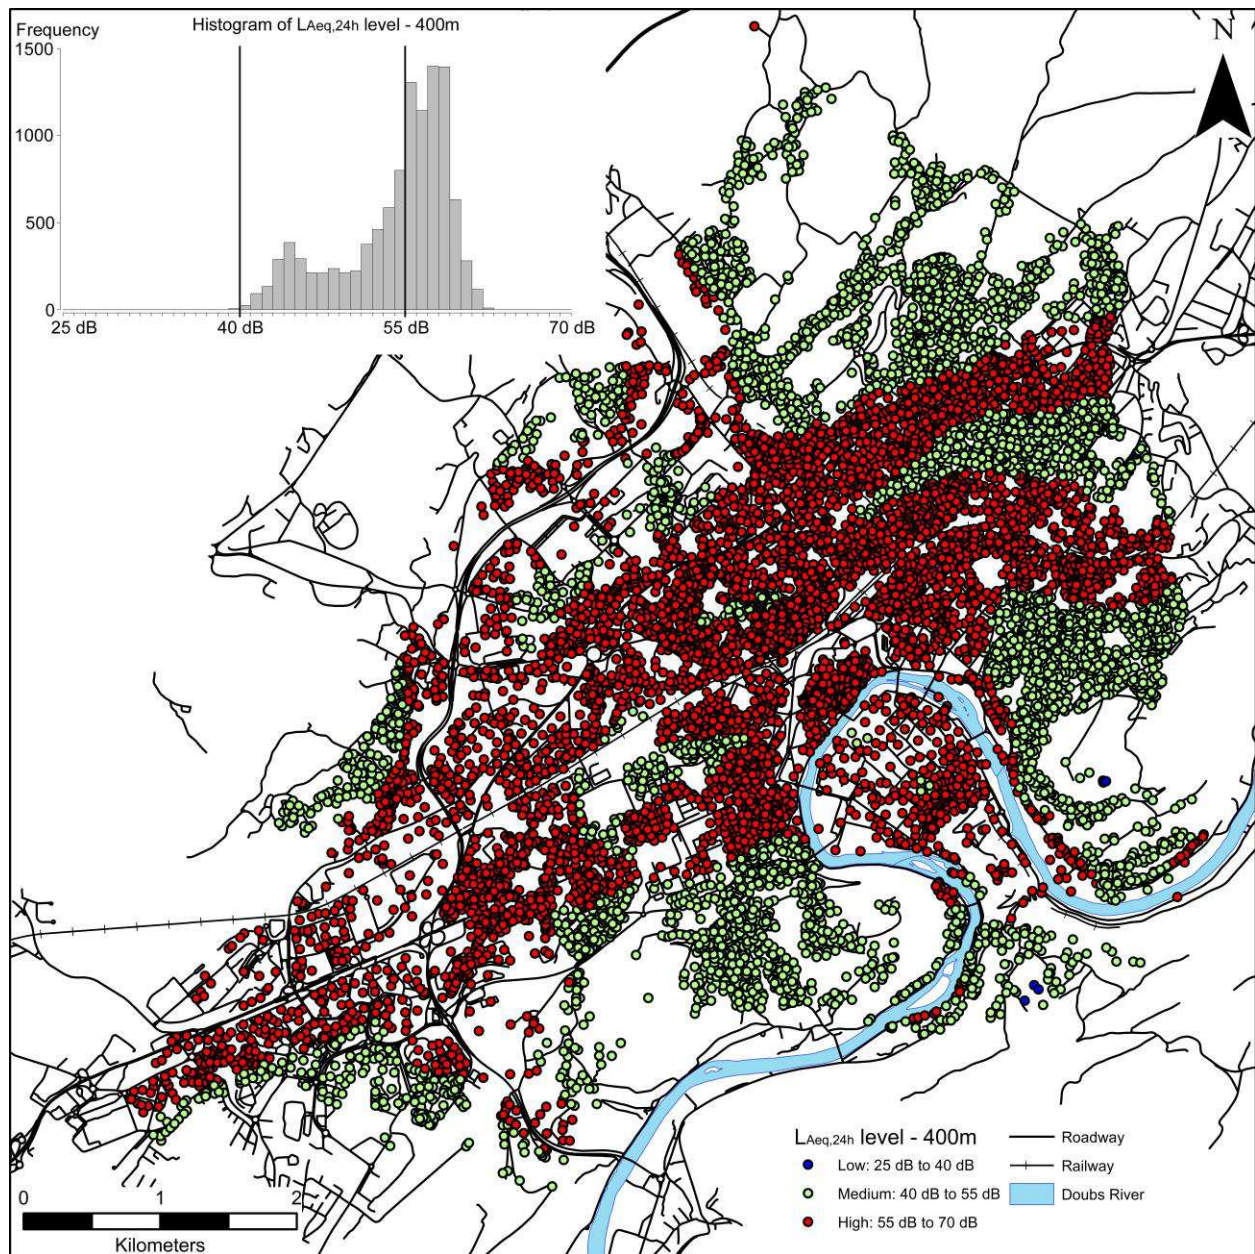 Frequency
Histogram of LAeq,24h level - 400m
1500
1000
500
0
25 dB
40 dB
55 dB
70 dB
N
0
1
2
Kilometers
LAeq,24h level - 400m
Low: 25 dB to 40 dB
Medium: 40 dB to 55 dB
High: 55 dB to 70 dB
Roadway
Railway
Doubs River